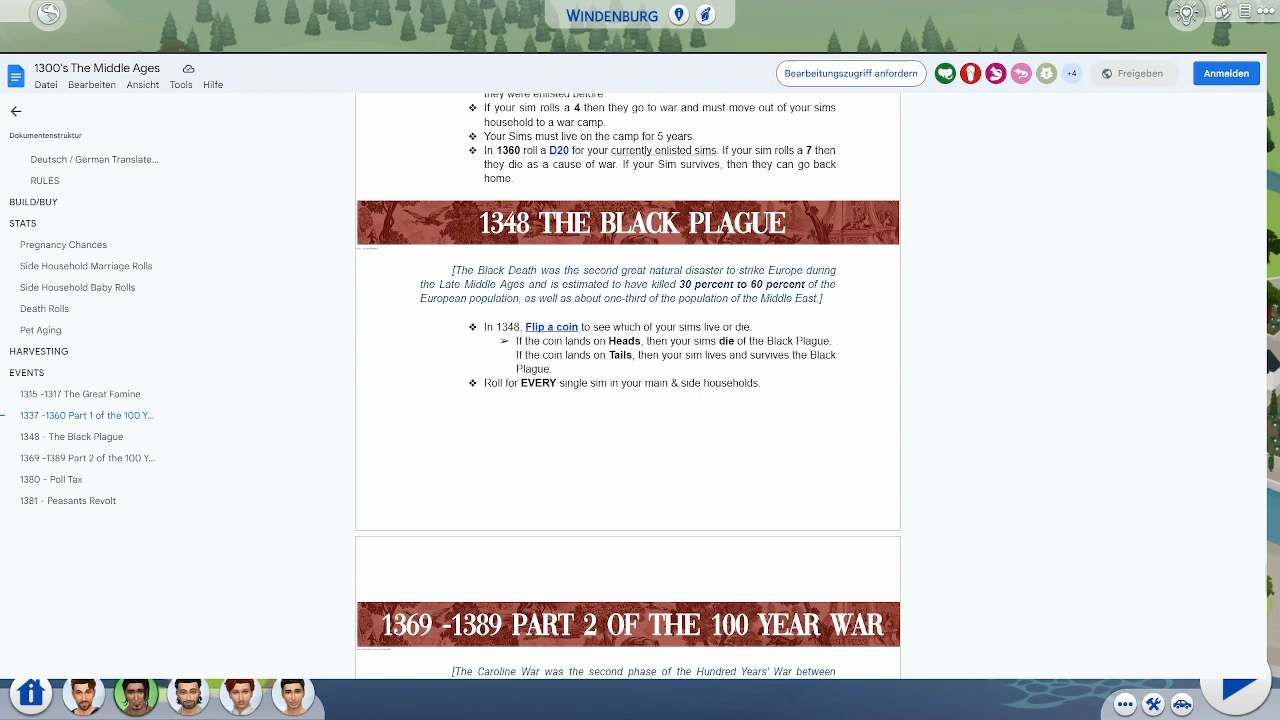 WINDENBURG
1300's The Middle Ages
Datei Bearbeiten Ansicht Tools Hilfe
Bearbeitungszugriff anfordern
+4
Freigeben
Anmelden
Dokumentenstruktur
Deutsch / German Translate...
RULES
BUILD/BUY
STATS
Pregnancy Chances
Side Household Marriage Rolls
Side Household Baby Rolls
Death Rolls
Pet Aging
HARVESTING
EVENTS
1315 -1317 The Great Famine
1337 -1360 Part 1 of the 100 Y...
1348 - The Black Plague
1369 -1389 Part 2 of the 100 Y...
1380 - Poll Tax
1381 - Peasants Revolt
they were enlisted before.
❖ If your sim rolls a 4 then they go to war and must move out of your sims
household to a war camp.
❖ Your Sims must live on the camp for 5 years.
❖ In 1360 roll a D20 for your currently enlisted sims. If your sim rolls a 7 then
they die as a cause of war. If your Sim survives, then they can go back
home.
1348 THE BLACK PLAGUE
[The Black Death was the second great natural disaster to strike Europe during
the Late Middle Ages and is estimated to have killed 30 percent to 60 percent of the
European population, as well as about one-third of the population of the Middle East.]
❖ In 1348, Flip a coin to see which of your sims live or die.
➢ If the coin lands on Heads, then your sims die of the Black Plague.
If the coin lands on Tails, then your sim lives and survives the Black
Plague.
❖ Roll for EVERY single sim in your main & side households.
1369 -1389 PART 2 OF THE 100 YEAR WAR
[The Caroline War was the second phase of the Hundred Years' War between